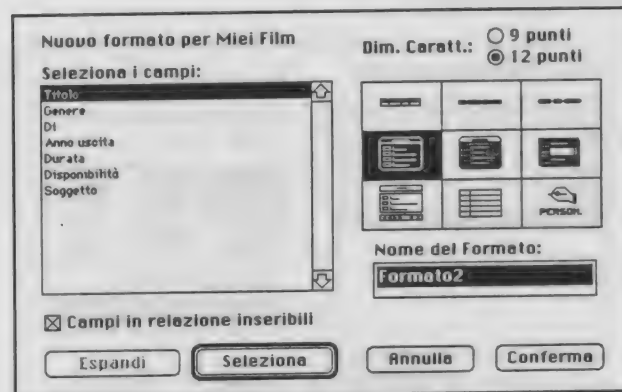 Nuovo formato per Miei Film
Dim. Caratt.:
9 punti
12 punti
Seleziona i campi:
Titolo
Genere
Di
Anno uscita
Durata
Disponibilità
Soggetto
PERSON.
Nome del Formato:
Formato2
Campi in relazione inseribili
Espandi
Seleziona
Annulla
Conferma